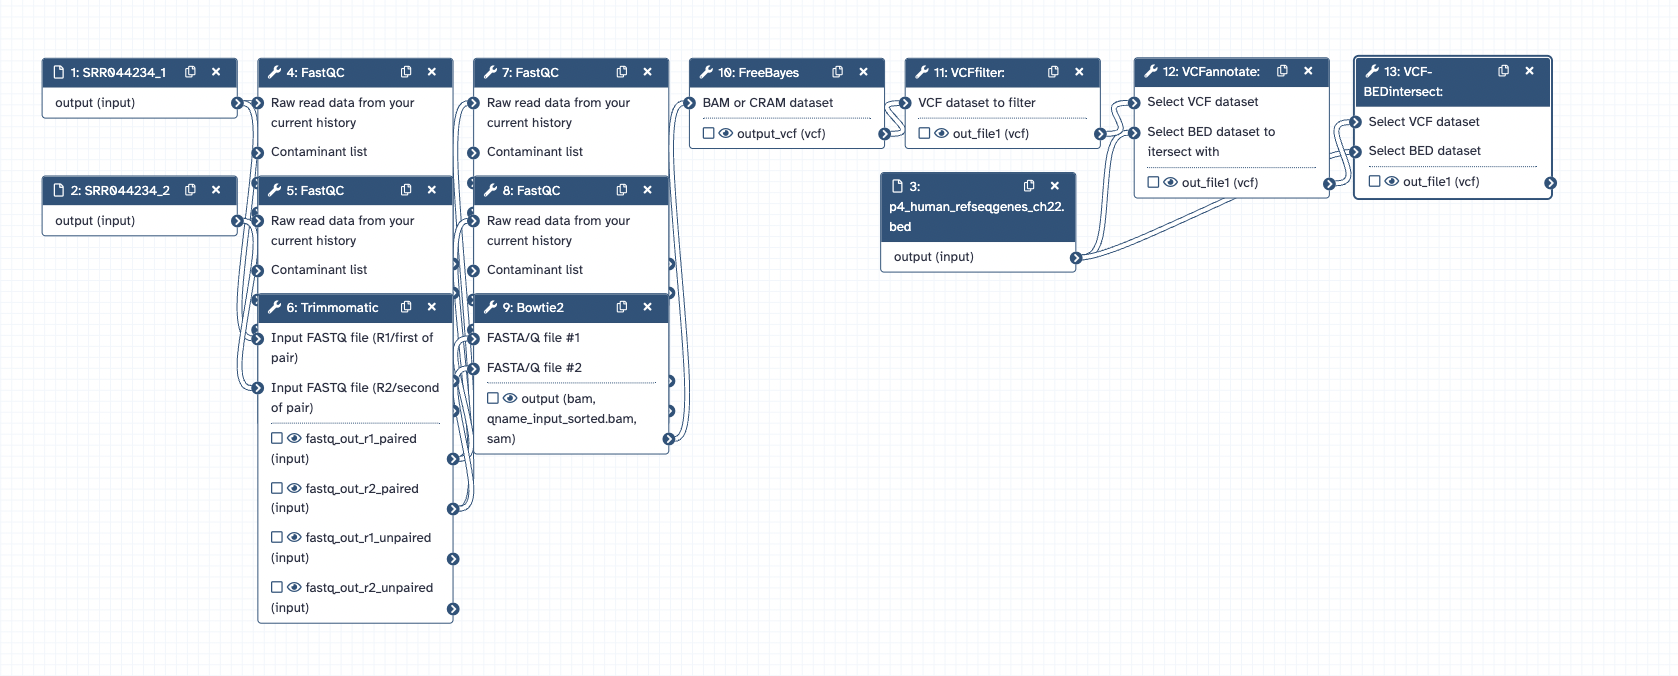 1: SRR044234_1
output (input)
2: SRR044234_2
output (input)
4: FastQC
Raw read data from your
current history
Contaminant list
5: FastQC
Raw read data from your
current history
Contaminant list
6: Trimmomatic
Input FASTQ file (R1/first of
pair)
Input FASTQ file (R2/second
of pair)
fastq_out_r1_paired
(input)
fastq_out_r2_paired
(input)
fastq_out_r1_unpaired
(input)
fastq_out_r2_unpaired
(input)
7: FastQC
Raw read data from your
current history
Contaminant list
8: FastQC
Raw read data from your
current history
Contaminant list
9: Bowtie2
FASTA/Q file #1
FASTA/Q file #2
output (bam,
qname_input_sorted.bam,
sam)
10: FreeBayes
BAM or CRAM dataset
output_vcf (vcf)
11: VCFfilter:
VCF dataset to filter
out_file1 (vcf)
3:
p4_human_refseqgenes_ch22.
bed
output (input)
12: VCFannotate:
Select VCF dataset
Select BED dataset to
itersect with
out_file1 (vcf)
13: VCF-
BEDintersect:
Select VCF dataset
Select BED dataset
out_file1 (vcf)